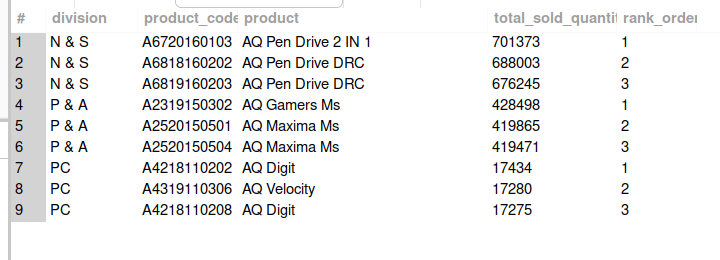 # division product_code product total_sold_quantit rank_order
1 N & S A6720160103 AQ Pen Drive 2 IN 1 701373 1
2 N & S A6818160202 AQ Pen Drive DRC 688003 2
3 N & S A6819160203 AQ Pen Drive DRC 676245 3
4 P & A A2319150302 AQ Gamers Ms 428498 1
5 P & A A2520150501 AQ Maxima Ms 419865 2
6 P & A A2520150504 AQ Maxima Ms 419471 3
7 PC A4218110202 AQ Digit 17434 1
8 PC A4319110306 AQ Velocity 17280 2
9 PC A4218110208 AQ Digit 17275 3